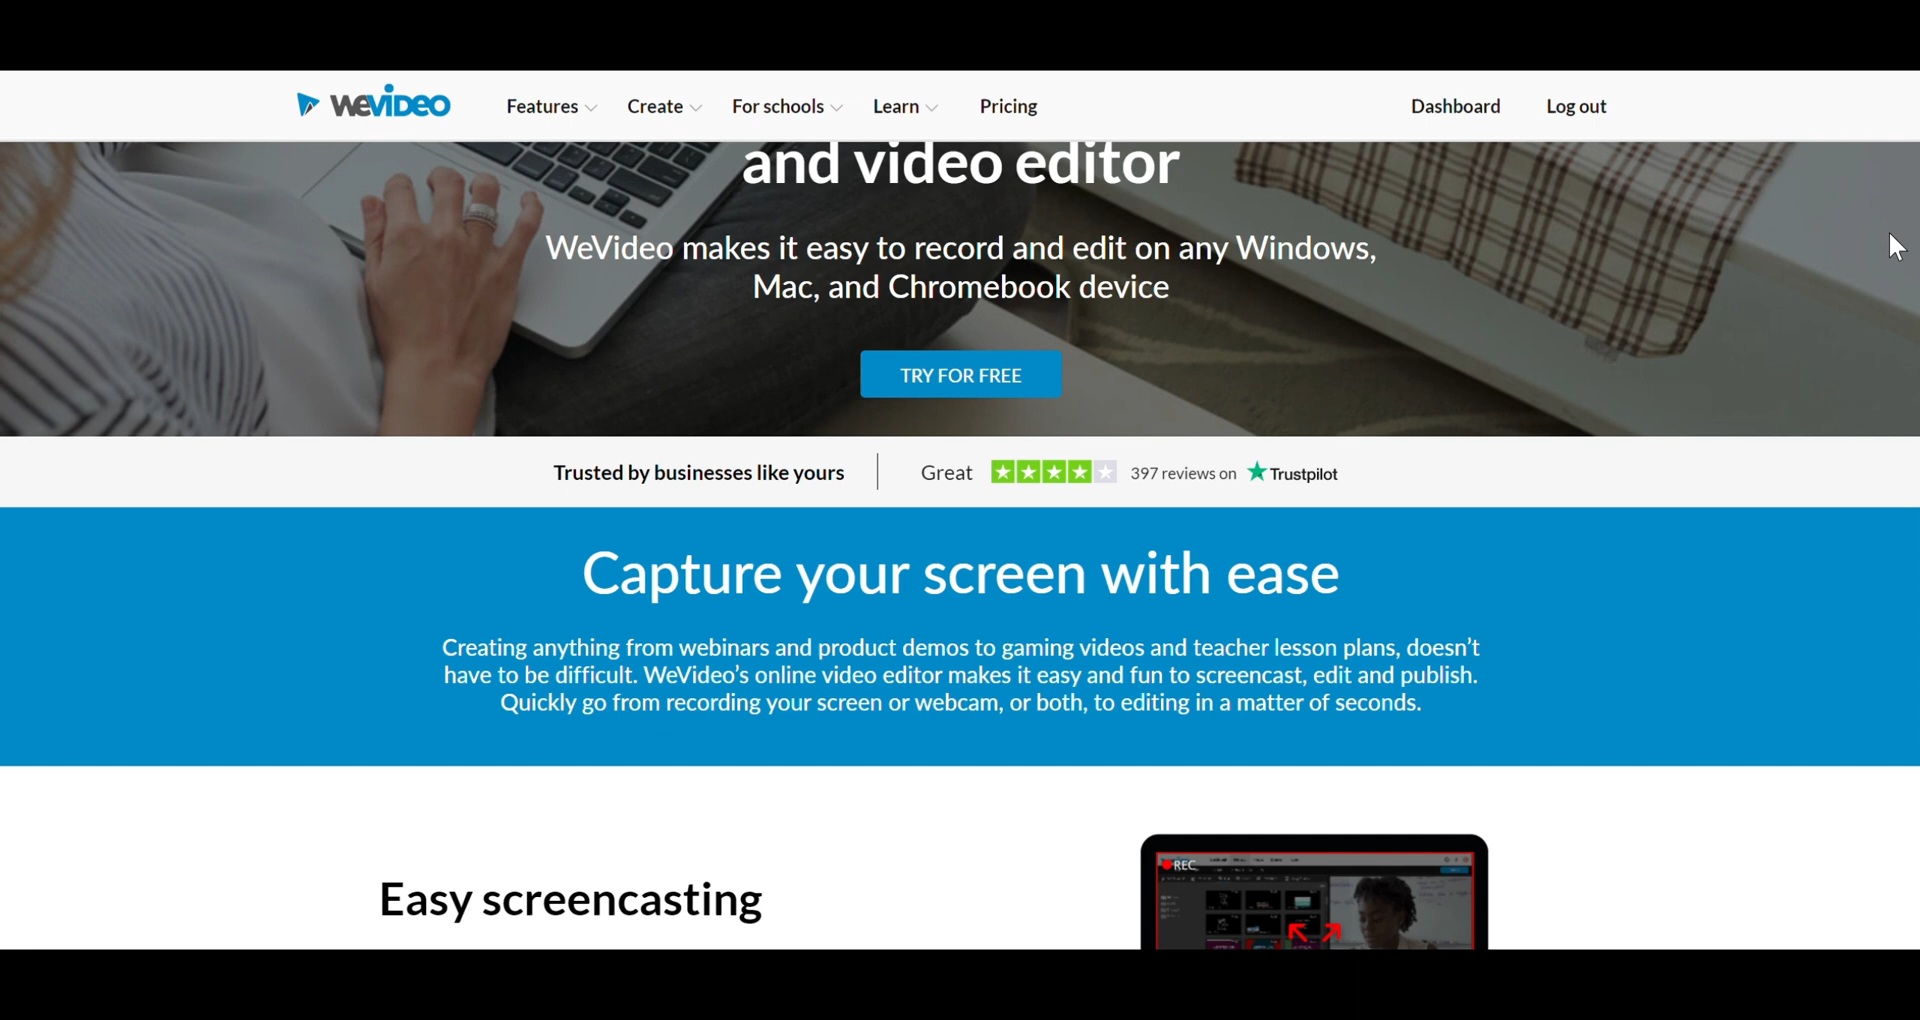 WEVIDEO Features Create For schools Learn Pricing Dashboard Log out
and video editor
WeVideo makes it easy to record and edit on any Windows,
Mac, and Chromebook device
TRY FOR FREE
Trusted by businesses like yours Great 397 reviews on Trustpilot
Capture your screen with ease
Creating anything from webinars and product demos to gaming videos and teacher lesson plans, doesn’t
have to be difficult. WeVideo’s online video editor makes it easy and fun to screencast, edit and publish.
Quickly go from recording your screen or webcam, or both, to editing in a matter of seconds.
REC
Easy screencasting